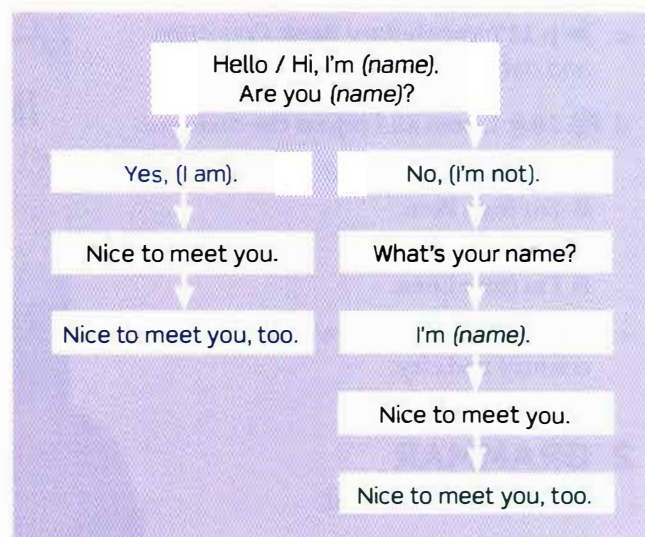 Hello / Hi, I'm (name).
Are you (name)?
Yes, (I am).
Nice to meet you.
Nice to meet you, too.
No, (I'm not).
What's your name?
I'm (name).
Nice to meet you.
Nice to meet you, too.